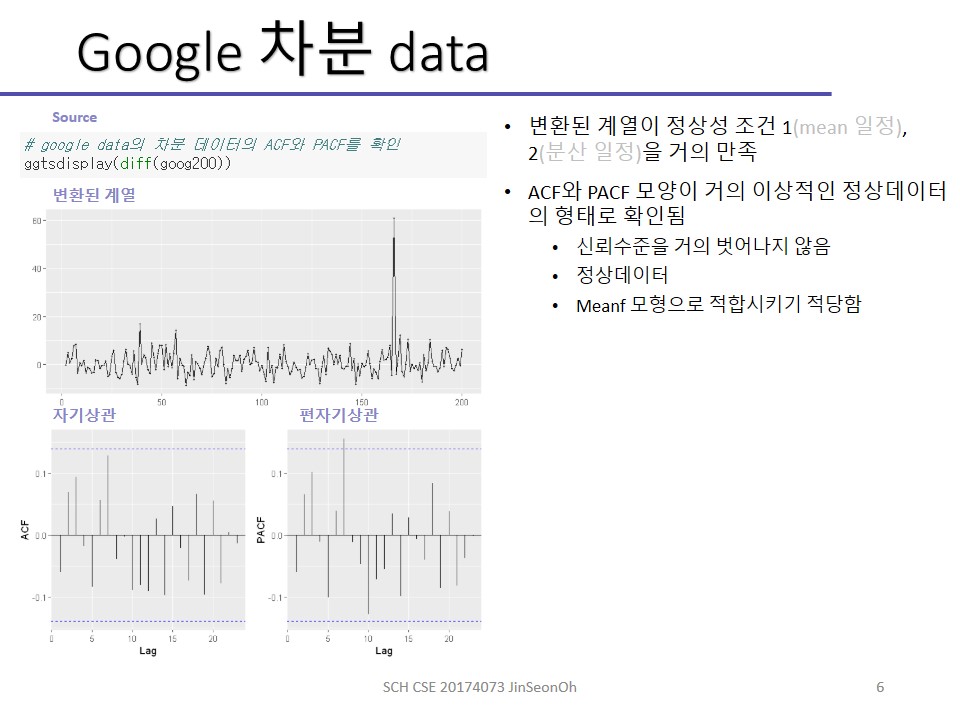 Google 차분 data
Source
# google data의 차분 데이터의 ACF와 PACF를 확인
ggtsdisplay(diff(goog200))
변환된 계열
60
40
20
0
0 50 100 150 200
자기상관
편자기상관
ACF
0.1
0.0
-0.1
0 5 10 15 20
Lag
PACF
0.1
0.0
-0.1
0 5 10 15 20
Lag
• 변환된 계열이 정상성 조건 1(mean 일정),
2(분산 일정)을 거의 만족
• ACF와 PACF 모양이 거의 이상적인 정상데이터
의 형태로 확인됨
• 신뢰수준을 거의 벗어나지 않음
• 정상데이터
• Meanf 모형으로 적합시키기 적당함
SCH CSE 20174073 JinSeonOh
6